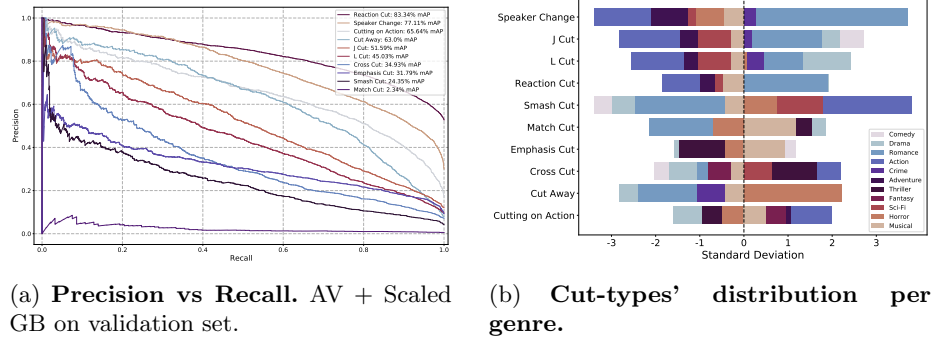 Reaction Cut: 83.34% mAP
Speaker Change: 77.11% mAP
Cutting on Action: 65.64% mAP
Cut Away: 63.0% mAP
J Cut: 51.59% mAP
L Cut: 45.03% mAP
Cross Cut: 34.93% mAP
Emphasis Cut: 31.79% mAP
Smash Cut: 24.35% mAP
Match Cut: 2.34% mAP
1.0
0.8
0.6
0.4
0.2
0.0
Precision
0.0 0.2 0.4 0.6 0.8 1.0
Recall
(a) Precision vs Recall. AV + Scaled
GB on validation set.
Speaker Change
J Cut
L Cut
Reaction Cut
Smash Cut
Match Cut
Emphasis Cut
Cross Cut
Cut Away
Cutting on Action
Comedy
Drama
Romance
Action
Crime
Adventure
Thriller
Fantasy
Sci-Fi
Horror
Musical
-3 -2 -1 0 1 2 3
Standard Deviation
(b) Cut-types' distribution per
genre.